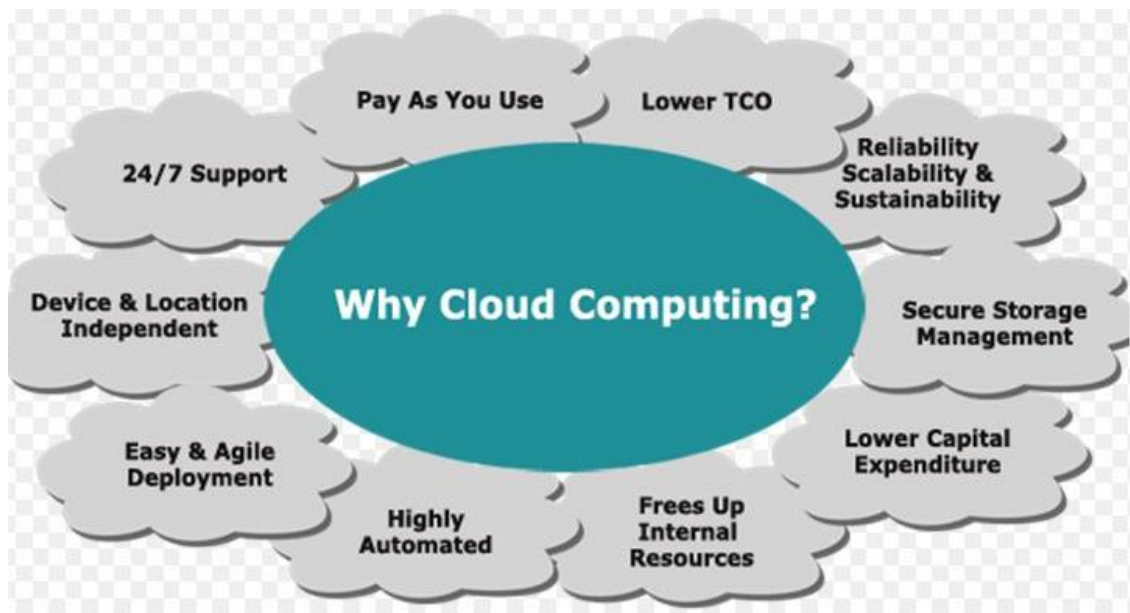 Pay As You Use
Lower TCO
Reliability
Scalability &
Sustainability
24/7 Support
Device & Location
Independent
Why Cloud Computing?
Secure Storage
Management
Easy & Agile
Deployment
Lower Capital
Expenditure
Highly
Automated
Frees Up
Internal
Resources